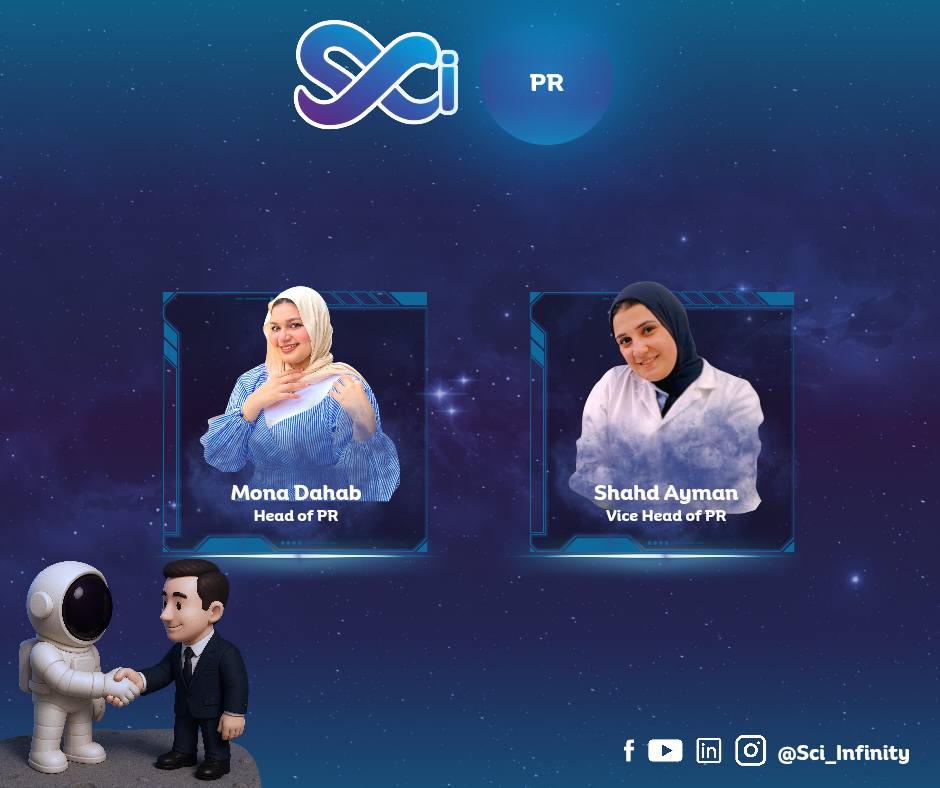 SCi
PR
Mona Dahab
Head of PR
Shahd Ayman
Vice Head of PR
@Sci_Infinity